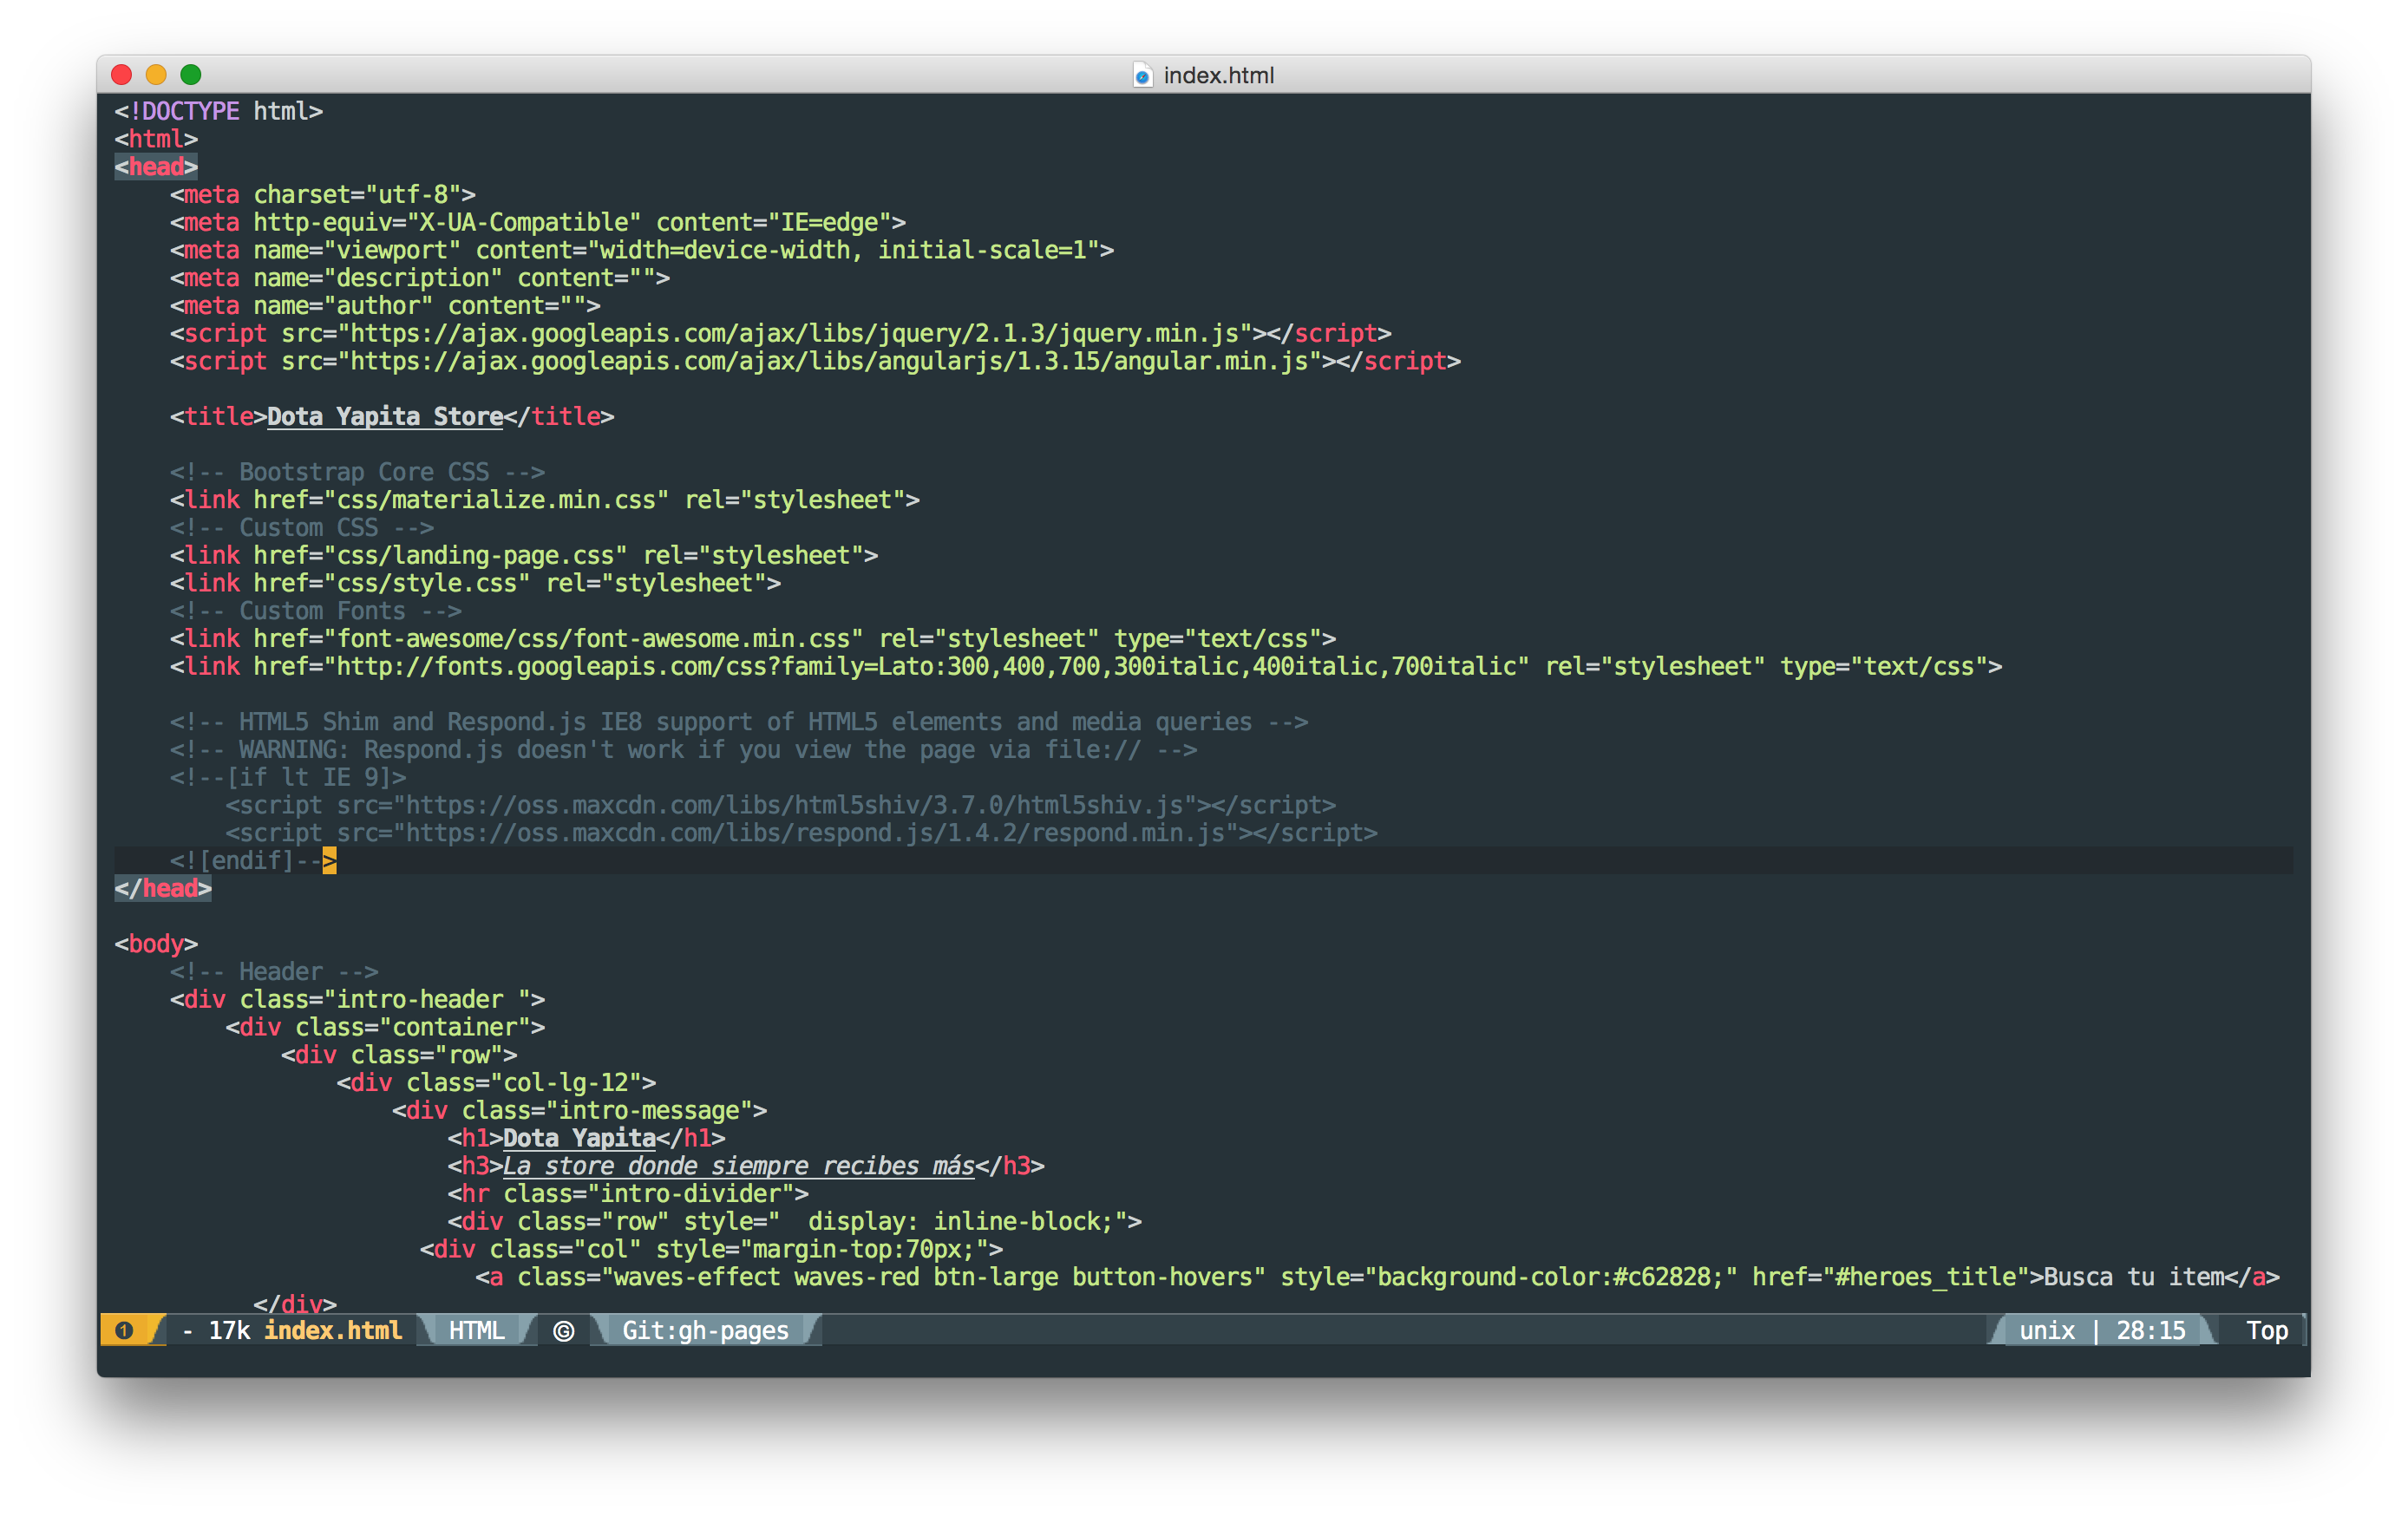 index.html
<!DOCTYPE html>
<html>
<head>
    <meta charset="utf-8">
    <meta http-equiv="X-UA-Compatible" content="IE=edge">
    <meta name="viewport" content="width=device-width, initial-scale=1">
    <meta name="description" content="">
    <meta name="author" content="">
    <script src="https://ajax.googleapis.com/ajax/libs/jquery/2.1.3/jquery.min.js"></script>
    <script src="https://ajax.googleapis.com/ajax/libs/angularjs/1.3.15/angular.min.js"></script>

    <title>Dota Yapita Store</title>

    <!-- Bootstrap Core CSS -->
    <link href="css/materialize.min.css" rel="stylesheet">
    <!-- Custom CSS -->
    <link href="css/landing-page.css" rel="stylesheet">
    <link href="css/style.css" rel="stylesheet">
    <!-- Custom Fonts -->
    <link href="font-awesome/css/font-awesome.min.css" rel="stylesheet" type="text/css">
    <link href="http://fonts.googleapis.com/css?family=Lato:300,400,700,300italic,400italic,700italic" rel="stylesheet" type="text/css">

    <!-- HTML5 Shim and Respond.js IE8 support of HTML5 elements and media queries -->
    <!-- WARNING: Respond.js doesn't work if you view the page via file:// -->
    <!--[if lt IE 9]>
        <script src="https://oss.maxcdn.com/libs/html5shiv/3.7.0/html5shiv.js"></script>
        <script src="https://oss.maxcdn.com/libs/respond.js/1.4.2/respond.min.js"></script>
    <![endif]-->
</head>

<body>
    <!-- Header -->
    <div class="intro-header ">
        <div class="container">
            <div class="row">
                <div class="col-lg-12">
                    <div class="intro-message">
                        <h1>Dota Yapita</h1>
                        <h3>La store donde siempre recibes más</h3>
                        <hr class="intro-divider">
                        <div class="row" style="  display: inline-block;">
                      <div class="col" style="margin-top:70px;">
                          <a class="waves-effect waves-red btn-large button-hovers" style="background-color:#c62828;" href="#heroes_title">Busca tu item</a>
          </div>
❶ - 17k index.html HTML Ⓖ Git:gh-pages unix | 28:15 Top